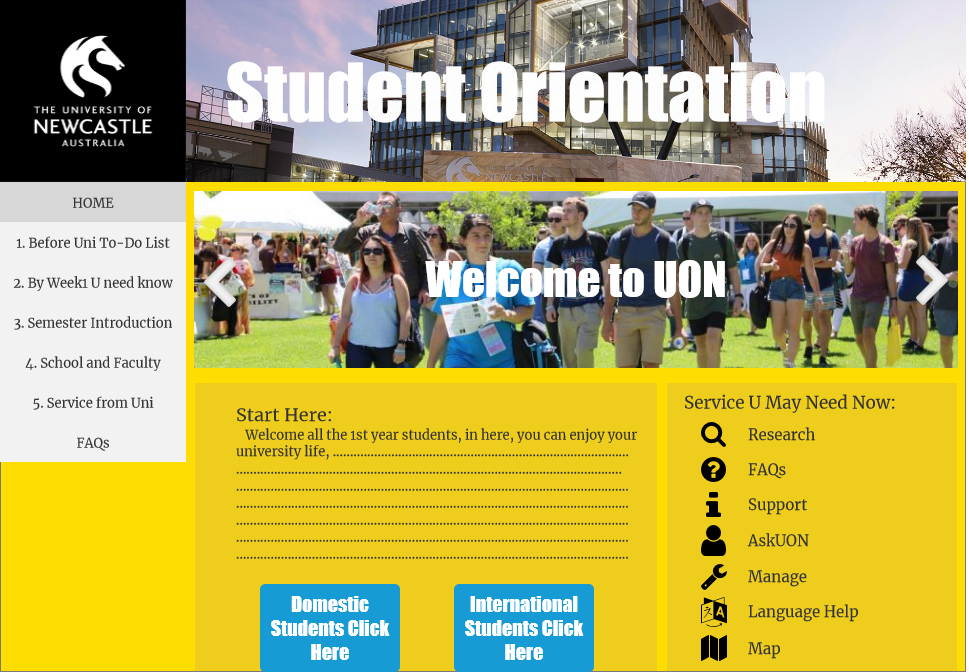 THE UNIVERSITY OF
NEWCASTLE
AUSTRALIA
Student Orientation
NEWCASTLE
HOME
1. Before Uni To-Do List
2. By Week1 U need know
3. Semester Introduction
4. School and Faculty
5. Service from Uni
FAQs
Welcome to UON
Start Here:
Welcome all the 1st year students, in here, you can enjoy your
university life, ......................................................................................
................................................................................................................
..................................................................................................................
..................................................................................................................
..................................................................................................................
..................................................................................................................
..................................................................................................................
Domestic
Students Click
Here
International
Students Click
Here
Service U May Need Now:
Research
FAQs
Support
AskUON
Manage
Language Help
Map